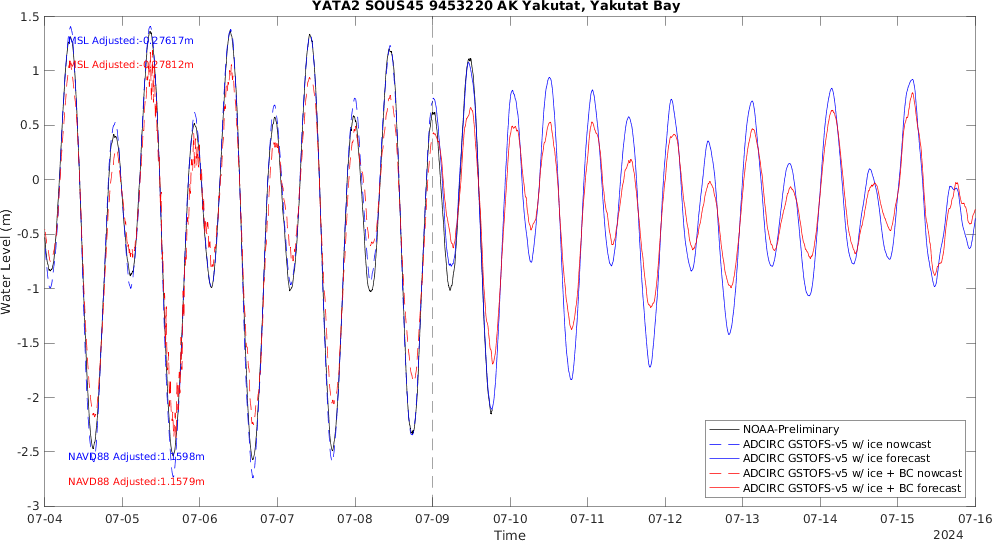 YATA2 SOUS45 9453220 AK Yakutat, Yakutat Bay
1.5
MSL Adjusted:-0.27617m
MSL Adjusted:-0.27812m
1
0.5
0
-0.5
-1
-1.5
-2
-2.5
-3
Water Level (m)
NAVD88 Adjusted:1.1598m
NAVD88 Adjusted:1.1579m
NOAA-Preliminary
ADCIRC GSTOFS-v5 w/ ice nowcast
ADCIRC GSTOFS-v5 w/ ice forecast
ADCIRC GSTOFS-v5 w/ ice + BC nowcast
ADCIRC GSTOFS-v5 w/ ice + BC forecast
07-04 07-05 07-06 07-07 07-08 07-09 07-10 07-11 07-12 07-13 07-14 07-15 07-16
Time
2024